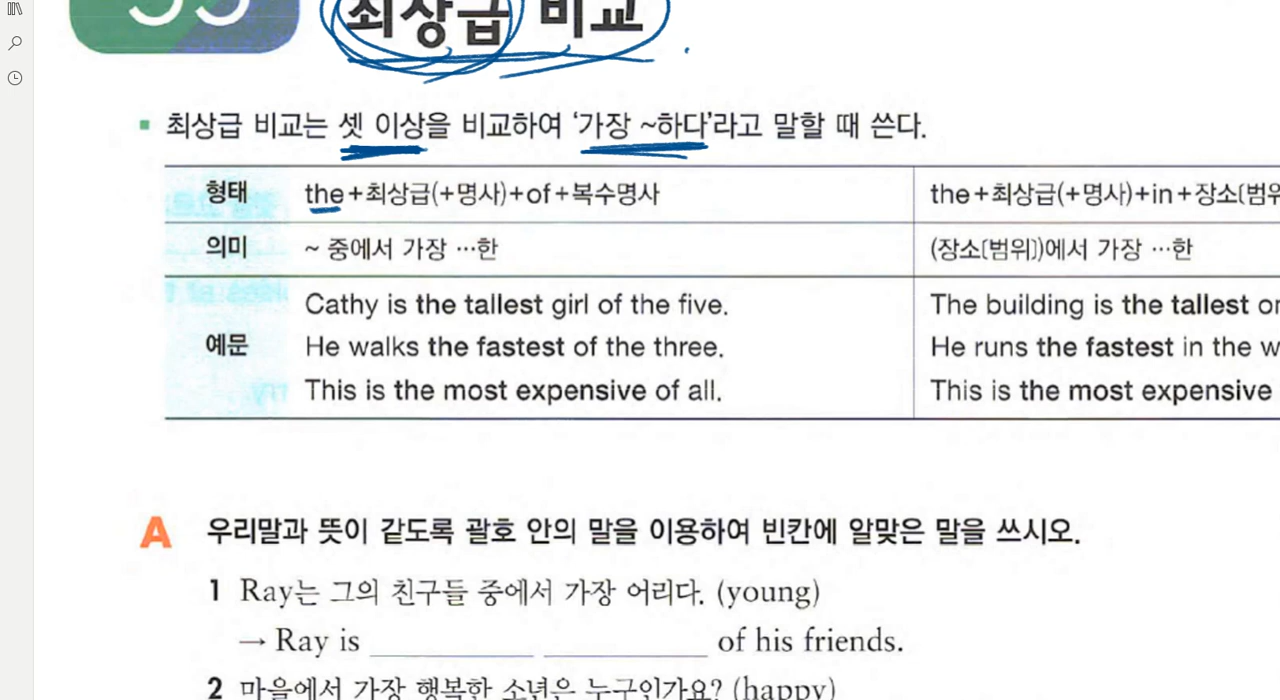 최상급 비교
최상급 비교는 셋 이상을 비교하여 '가장 ~하다'라고 말할 때 쓴다.
형태 the+최상급(+명사)+of+복수명사 the+최상급(+명사)+in+장소[범위
의미 ~ 중에서 가장 …한 (장소[범위])에서 가장 …한
예문
Cathy is the tallest girl of the five. The building is the tallest
He walks the fastest of the three. He runs the fastest in the
This is the most expensive of all. This is the most expensive
A 우리말과 뜻이 같도록 괄호 안의 말을 이용하여 빈칸에 알맞은 말을 쓰시오.
1 Ray는 그의 친구들 중에서 가장 어리다. (young)
→ Ray is ________ ________ of his friends.
2 마을에서 가장 행복한 소년은 누구인가요? (happy)